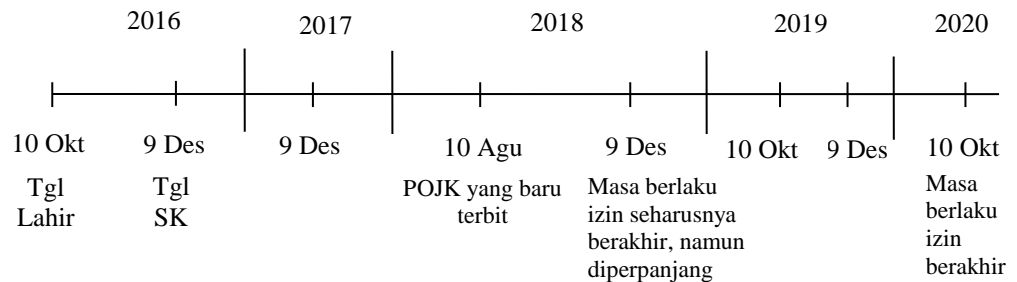 2016 2017 2018 2019 2020
10 Okt 9 Des 9 Des 10 Agu 9 Des 10 Okt 9 Des 10 Okt
Tgl
Lahir
Tgl
SK
POJK yang baru
terbit
Masa berlaku
izin seharusnya
berakhir, namun
diperpanjang
Masa
berlaku
izin
berakhir